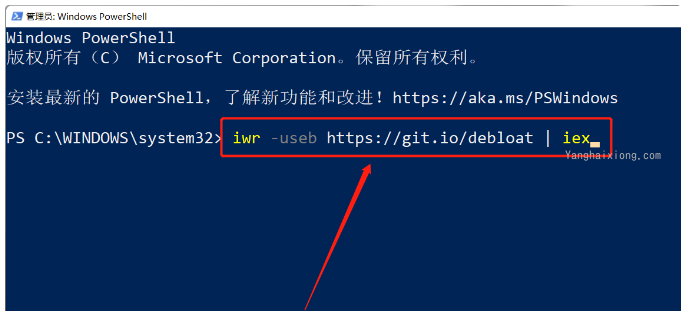 管理员: Windows PowerShell
Windows PowerShell
版权所有（C） Microsoft Corporation。保留所有权利。
安装最新的 PowerShell，了解新功能和改进！https://aka.ms/PSWindows
PS C:\WINDOWS\system32> iwr -useb https://git.io/debloat | iex
Yanghaixiong.com